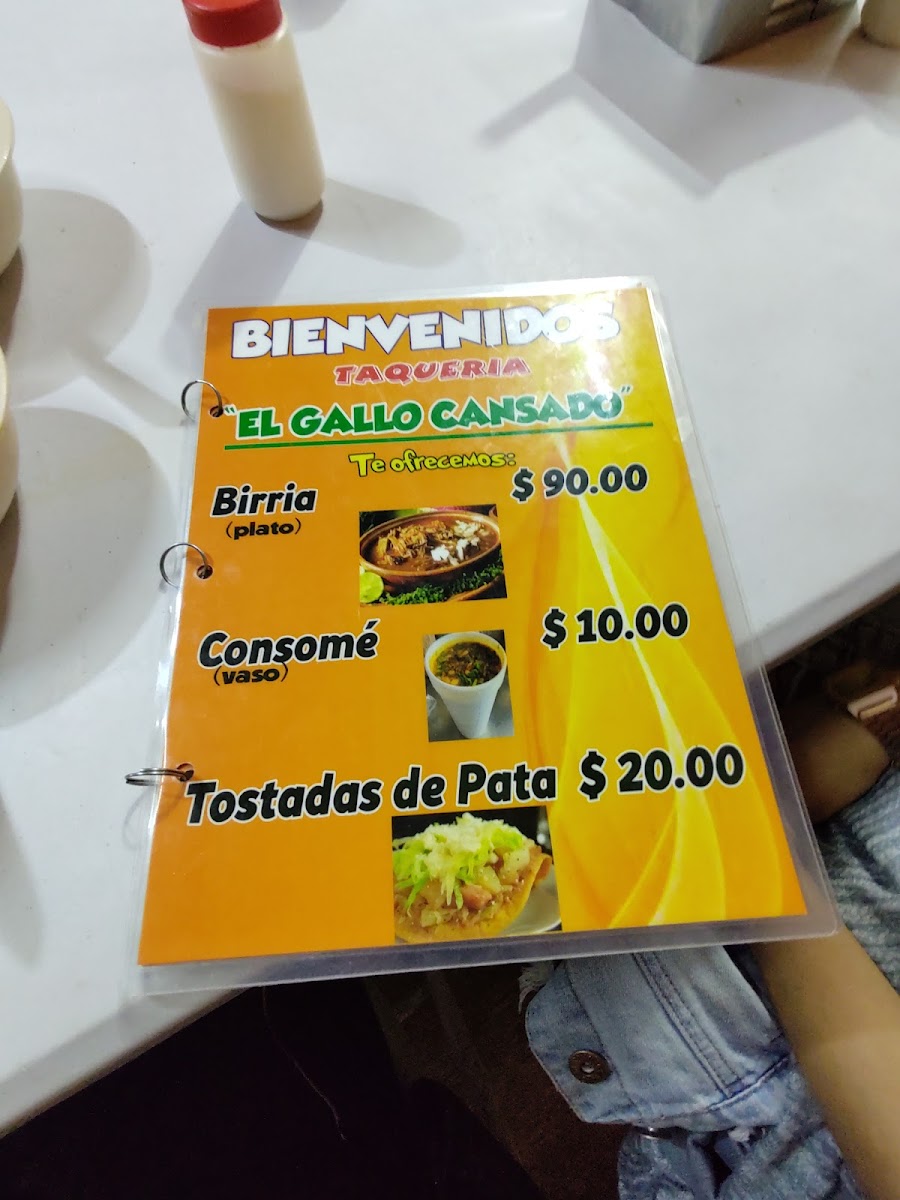 BIENVENIDOS
TAQUERIA
"EL GALLO CANSADO"
Te ofrecemos:
Birria $ 90.00
(plato)
Consomé $ 10.00
(vaso)
Tostadas de Pata $ 20.00